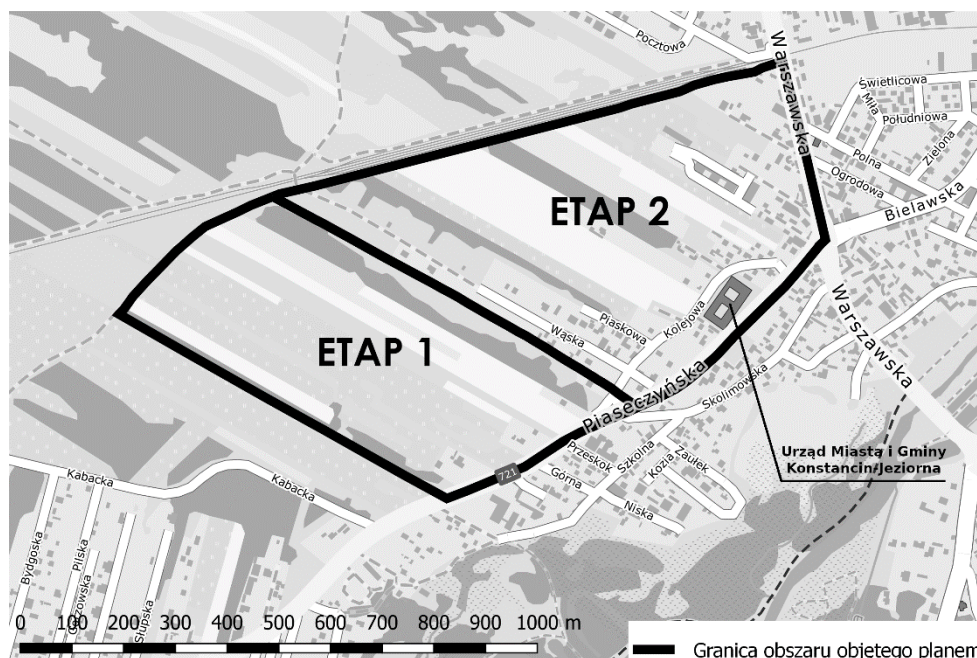 Pocztowa
Warszawska
Świetlicowa
Miła
Południowa
Zielona
Polna
Ogrodowa
Bielawska
ETAP 2
ETAP 1
Kolejowa
Piaskowa
Wąska
Warszawska
Piaseczyńska
Skolimowska
Urząd Miasta i Gminy
Konstancin-Jeziorna
Przeskok
Szkolna
Kozia
Zaułek
721
Górna
Niska
Kabacka
Kabacka
Bydgoska
Pilska
Słupska
0 100 200 300 400 500 600 700 800 900 1000 m
Granica obszaru objętego planem